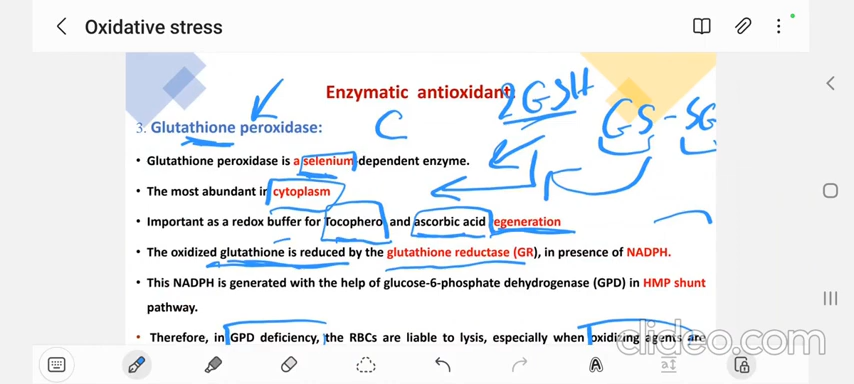 Oxidative stress
Enzymatic antioxidant:
2GSH
GS-SG
C
3. Glutathione peroxidase:
• Glutathione peroxidase is a selenium-dependent enzyme.
• The most abundant in cytoplasm
• Important as a redox buffer for Tocophero and ascorbic acid regeneration
• The oxidized glutathione is reduced by the glutathione reductase (GR), in presence of NADPH.
• This NADPH is generated with the help of glucose-6-phosphate dehydrogenase (GPD) in HMP shunt
pathway.
• Therefore, in GPD deficiency, the RBCs are liable to lysis, especially when oxidizing agents are
clideo.com